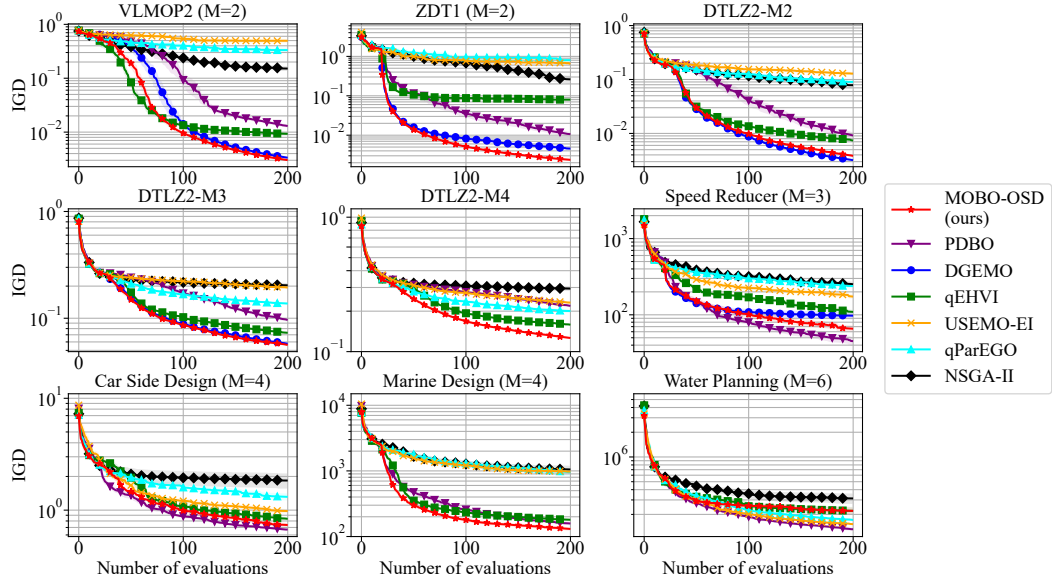 VLMOP2 (M=2) ZDT1 (M=2) DTLZ2-M2
IGD
10^0
10^-1
10^-2
0 100 200
10^0
10^-1
10^-2
0 100 200
10^0
10^-1
10^-2
0 100 200
DTLZ2-M3 DTLZ2-M4 Speed Reducer (M=3)
IGD
10^0
10^-1
0 100 200
10^0
10^-1
0 100 200
10^3
10^2
0 100 200
Car Side Design (M=4) Marine Design (M=4) Water Planning (M=6)
IGD
10^1
10^0
0 100 200
Number of evaluations
10^4
10^3
10^2
0 100 200
Number of evaluations
10^6
0 100 200
Number of evaluations
MOBO-OSD
(ours)
PDBO
DGEMO
qEHVI
USEMO-EI
qParEGO
NSGA-II